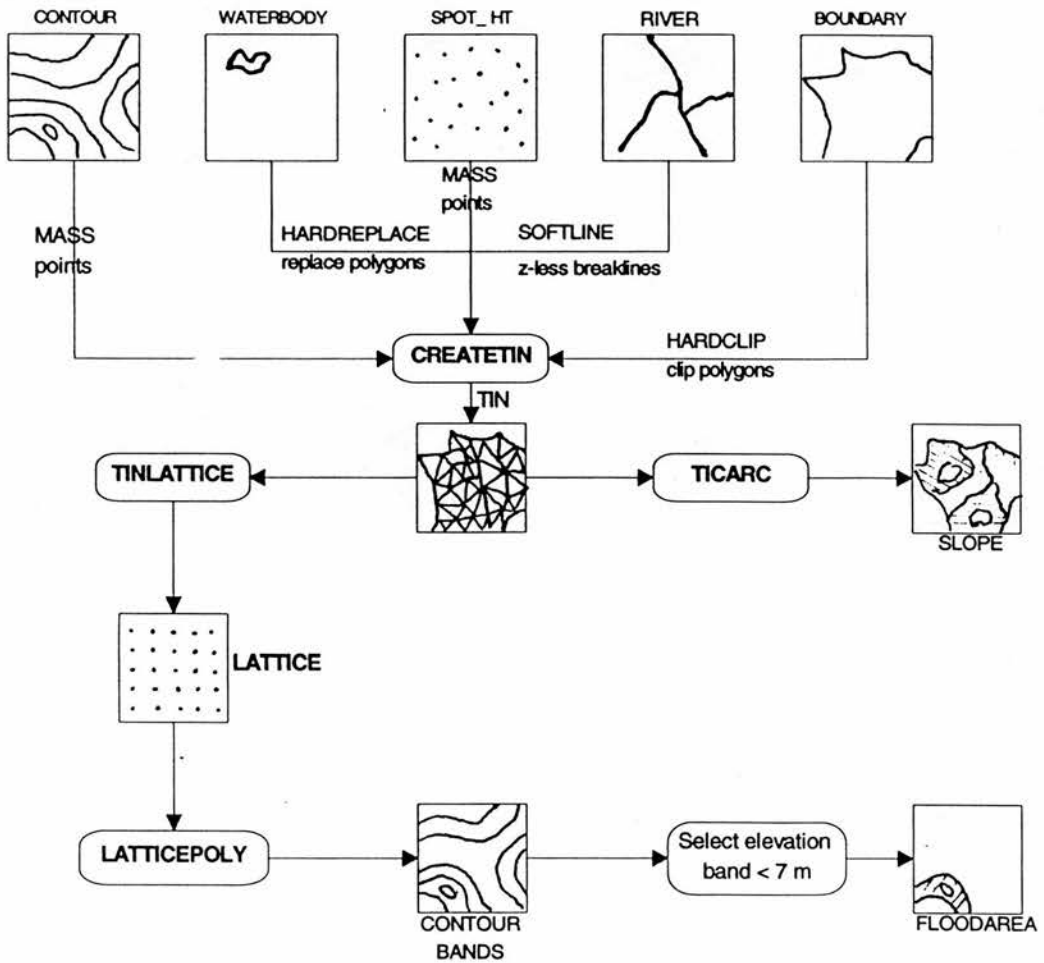 CONTOUR
WATERBODY
SPOT_HT
RIVER
BOUNDARY
MASS
points
MASS
points
HARDREPLACE
replace polygons
SOFTLINE
z-less breaklines
HARDCLIP
clip polygons
CREATETIN
TIN
TINLATTICE
TICARC
SLOPE
LATTICE
LATTICEPOLY
CONTOUR
BANDS
Select elevation
band < 7 m
FLOODAREA